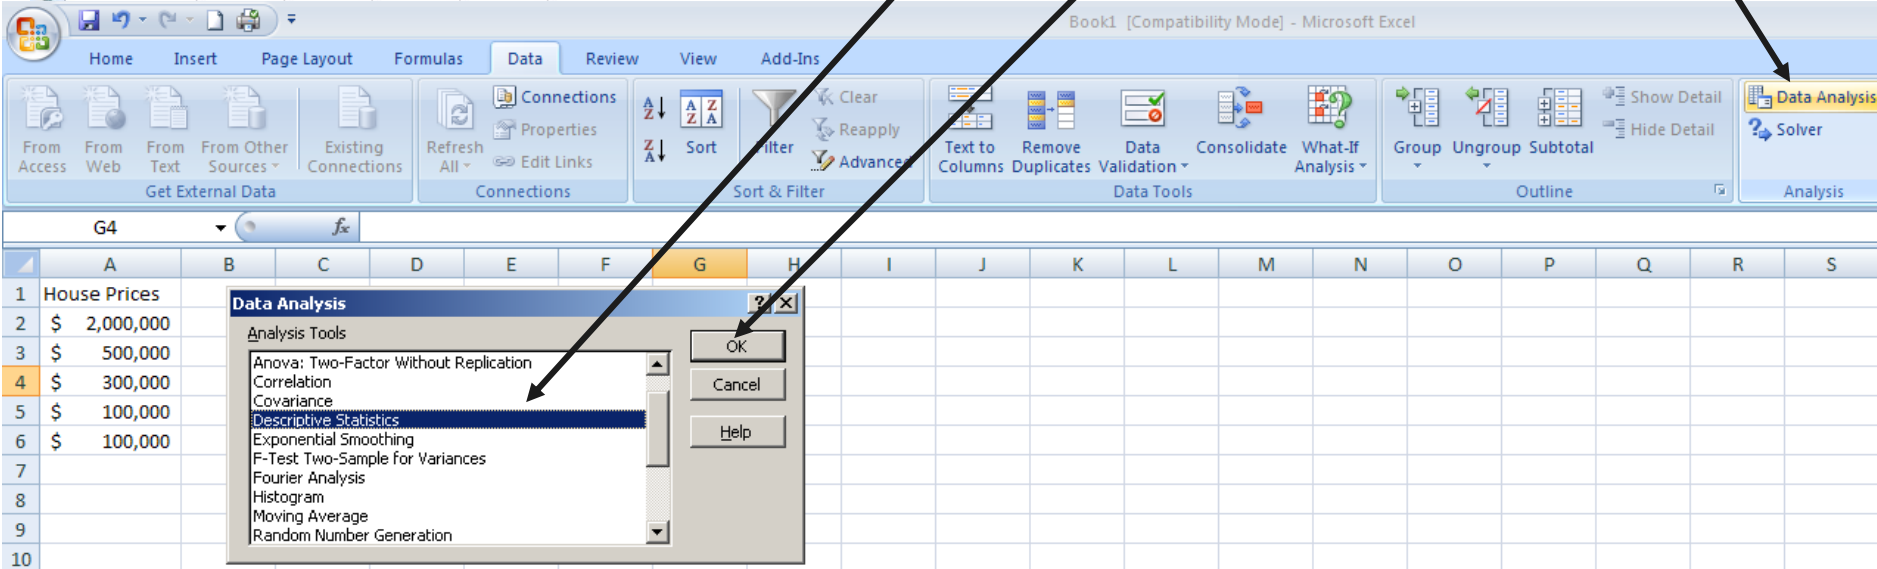 Book1 [Compatibility Mode] - Microsoft Excel
Home Insert Page Layout Formulas Data Review View Add-Ins
From Access
From Web
From Text
From Other Sources
Existing Connections
Get External Data
Refresh All
Connections
Properties
Edit Links
Connections
A Z
Z A
A Z Z A
Sort
Filter
Clear
Reapply
Advanced
Sort & Filter
Text to Columns
Remove Duplicates
Data Validation
Consolidate
What-If Analysis
Data Tools
Group
Ungroup
Subtotal
Show Detail
Hide Detail
Outline
Data Analysis
Solver
Analysis
G4 fx
A B C D E F G H I J K L M N O P Q R S
1 House Prices
2 $ 2,000,000
3 $ 500,000
4 $ 300,000
5 $ 100,000
6 $ 100,000
7
8
9
10
Data Analysis ? X
Analysis Tools
Anova: Two-Factor Without Replication
Correlation
Covariance
Descriptive Statistics
Exponential Smoothing
F-Test Two-Sample for Variances
Fourier Analysis
Histogram
Moving Average
Random Number Generation
OK
Cancel
Help